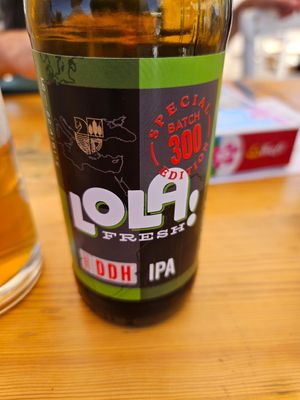 SPECIAL
BATCH
300
EDITION
LOLA!
FRESH
DDH IPA